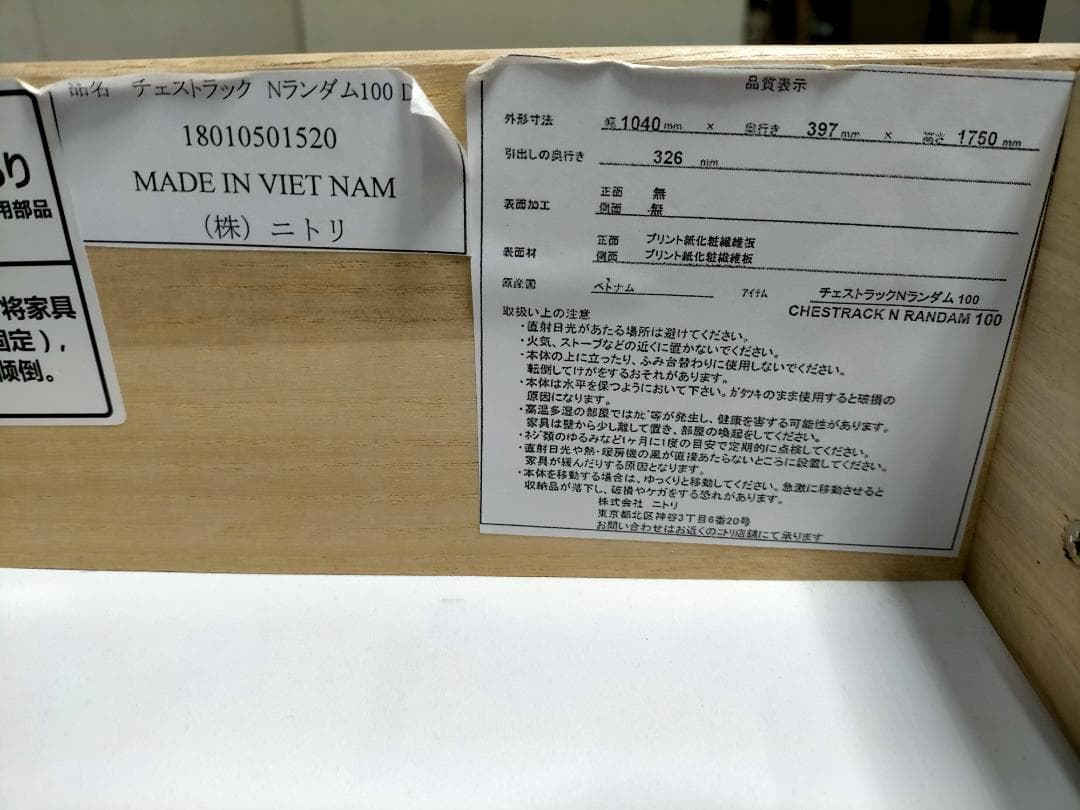 り
用部品
将家具
固定），
倾倒。
品名 チェストラック Nランダム100 D
18010501520
MADE IN VIET NAM
（株）ニトリ
品質表示
外形寸法 幅1040mm × 奥行き 397mm × 高さ 1750mm
引出しの奥行き 326 mm
表面加工 正面 無
側面 無
表面材 正面 プリント紙化粧繊維板
側面 プリント紙化粧繊維板
原産国 ベトナム アイテム チェストラックNランダム 100
CHESTRACK N RANDAM 100
取扱い上の注意
・直射日光があたる場所は避けてください。
・火気、ストーブなどの近くに置かないでください。
・本体の上に立ったり、ふみ台替わりに使用しないでください。
転倒してけがをするおそれがあります。
・本体は水平を保つようにおいて下さい。ｶﾞﾀﾂｷのまま使用すると破損の
原因になります。
・高温多湿の部屋ではｶﾋﾞ等が発生し、健康を害する可能性があります。
家具は壁から少し離して置き、部屋の喚起をしてください。
・ﾈｼﾞ類のゆるみなど1ヶ月に1度の目安で定期的に点検してください。
・直射日光や熱・暖房機の風が直接あたらないところに設置してください。
家具が緩んだりする原因となります。
・本体を移動する場合は、ゆっくりと移動してください。急激に移動させると
収納品が落下し、破損やケガをする恐れがあります。
株式会社 ニトリ
東京都北区神谷3丁目6番20号
お問い合わせはお近くのﾆﾄﾘ店舗にて承ります